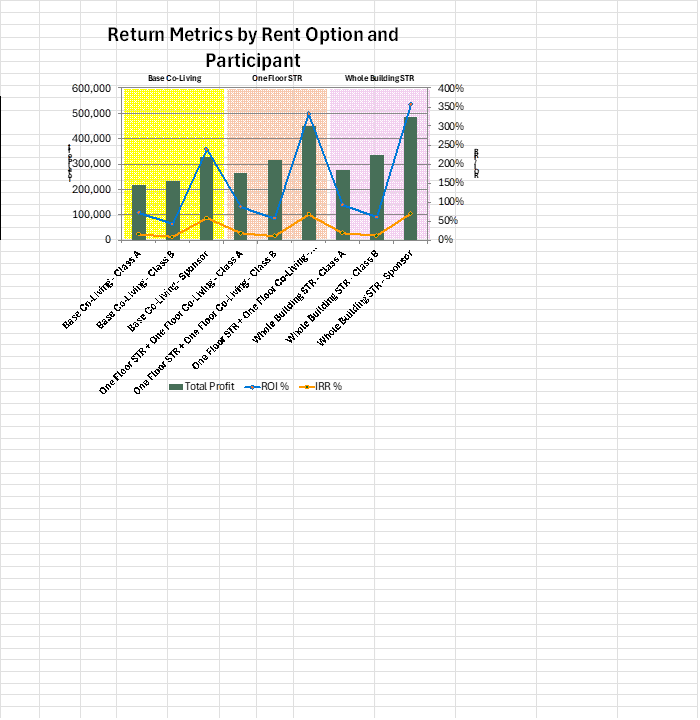 Return Metrics by Rent Option and
Participant
Base Co-Living
One Floor STR
Whole Building STR
600,000
500,000
400,000
300,000
200,000
100,000
0
400%
350%
300%
250%
200%
150%
100%
50%
0%
Base Co-Living - Class A
Base Co-Living - Class B
Base Co-Living - Sponsor
One Floor STR + One Floor Co-Living - Class A
One Floor STR + One Floor Co-Living - Class B
One Floor STR + One Floor Co-Living - ...
Whole Building STR - Class A
Whole Building STR - Class B
Whole Building STR - Sponsor
Total Profit
ROI %
IRR %